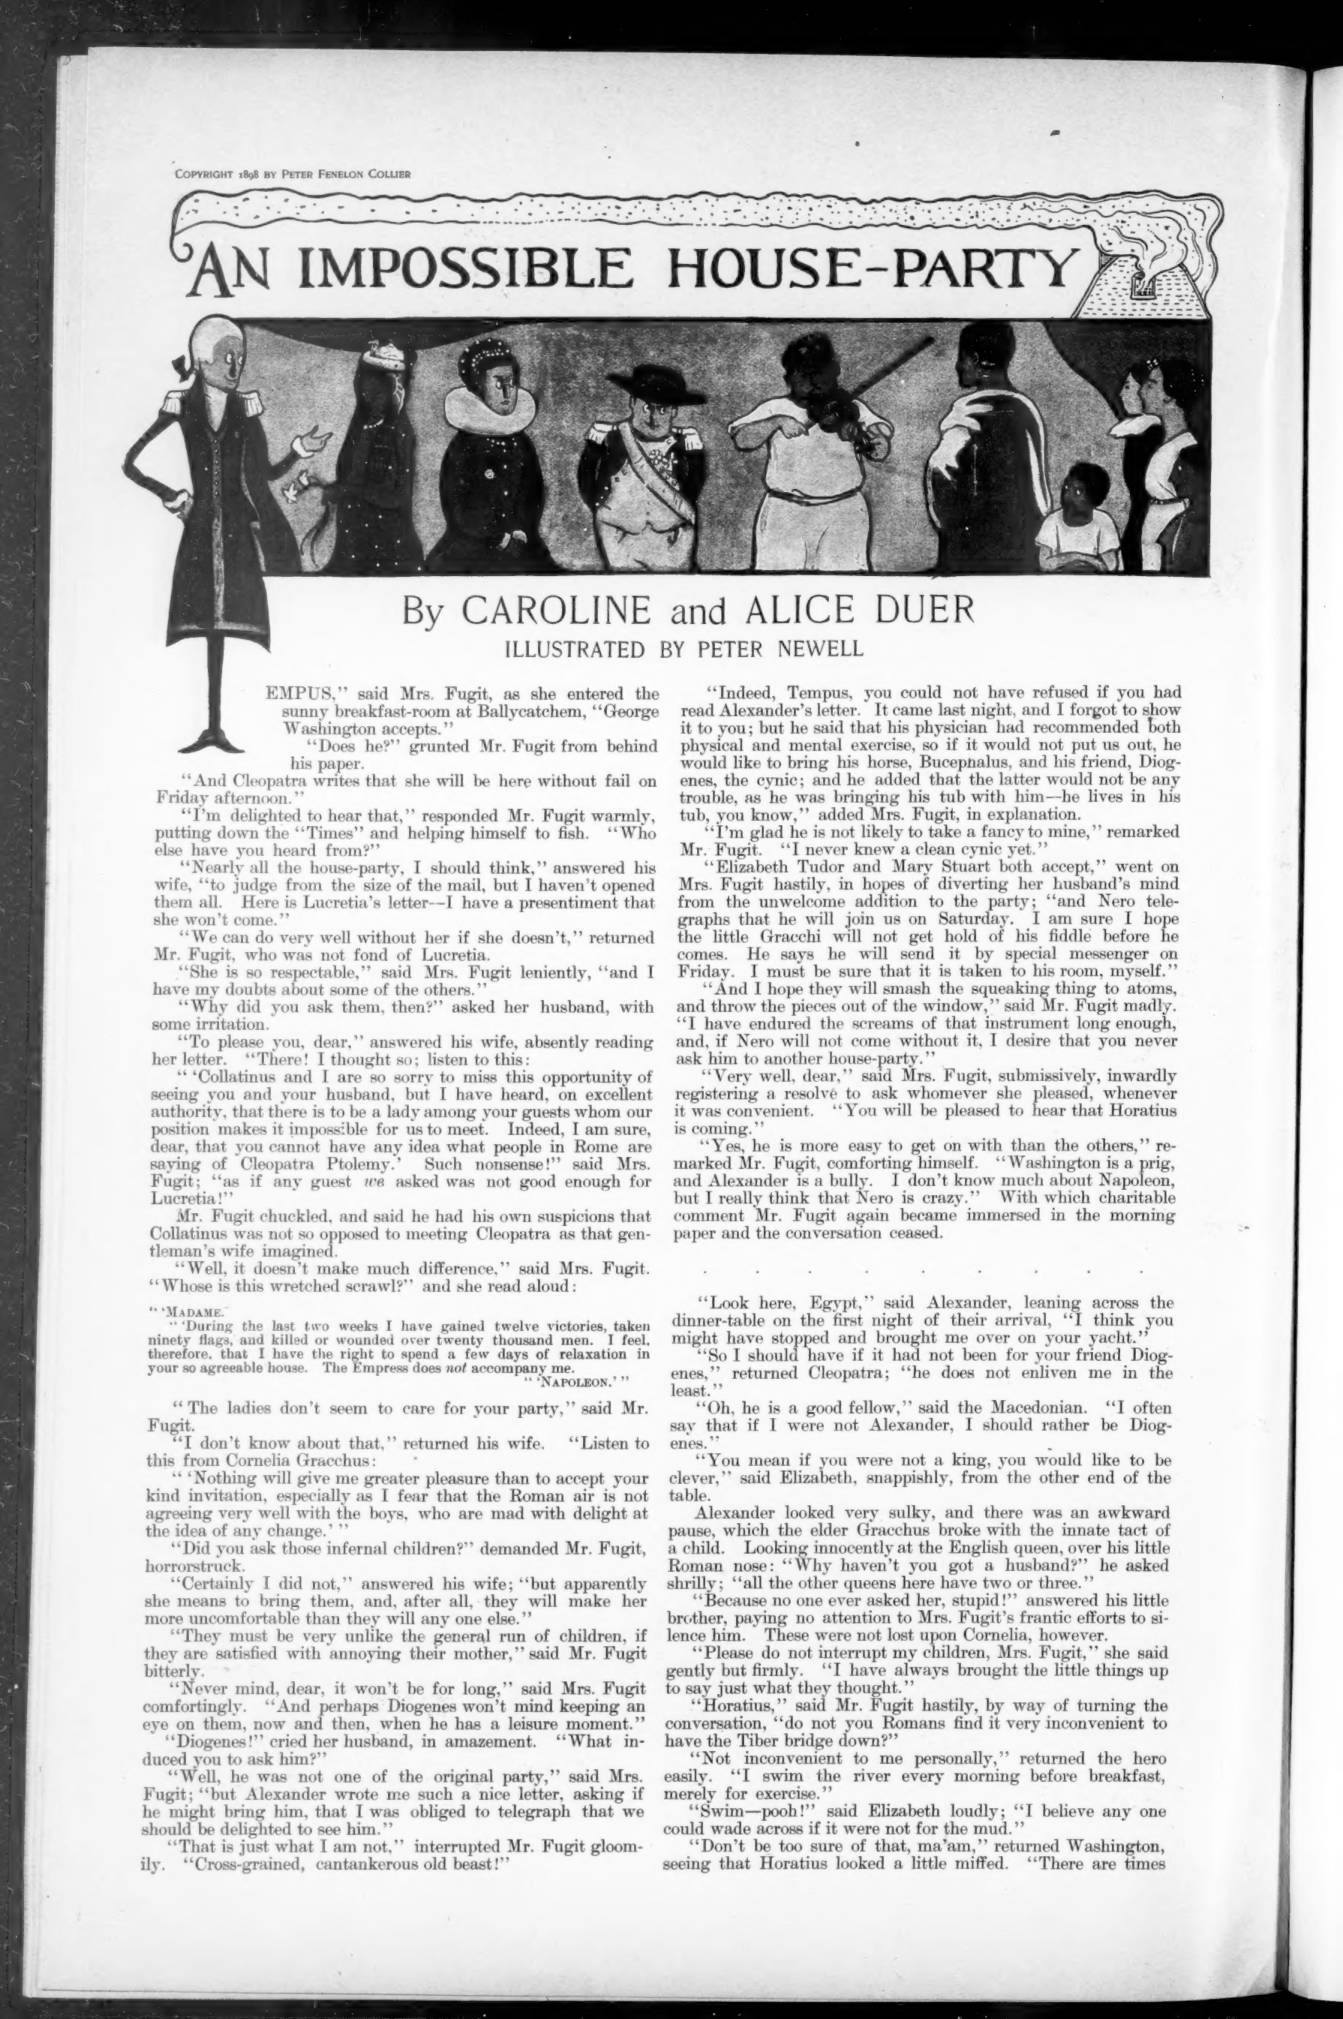 COPYRIGHT 1898 BY PETER FENELON COLLIER
AN IMPOSSIBLE HOUSE-PARTY
By CAROLINE and ALICE DUER
ILLUSTRATED BY PETER NEWELL
EMPUS," said Mrs. Fugit, as she entered the
sunny breakfast-room at Ballycatchem, "George
Washington accepts."
"Does he?" grunted Mr. Fugit from behind
his paper.
"And Cleopatra writes that she will be here without fail on
Friday afternoon."
"I'm delighted to hear that," responded Mr. Fugit warmly,
putting down the "Times" and helping himself to fish. "Who
else have you heard from?"
"Nearly all the house-party, I should think," answered his
wife, "to judge from the size of the mail, but I haven't opened
them all. Here is Lucretia's letter--I have a presentiment that
she won't come."
"We can do very well without her if she doesn't," returned
Mr. Fugit, who was not fond of Lucretia.
"She is so respectable," said Mrs. Fugit leniently, "and I
have my doubts about some of the others."
"Why did you ask them, then?" asked her husband, with
some irritation.
"To please you, dear," answered his wife, absently reading
her letter. "There! I thought so; listen to this:
" 'Collatinus and I are so sorry to miss this opportunity of
seeing you and your husband, but I have heard, on excellent
authority, that there is to be a lady among your guests whom our
position makes it impossible for us to meet. Indeed, I am sure,
dear, that you cannot have any idea what people in Rome are
saying of Cleopatra Ptolemy.' Such nonsense!" said Mrs.
Fugit; "as if any guest we asked was not good enough for
Lucretia!"
Mr. Fugit chuckled, and said he had his own suspicions that
Collatinus was not so opposed to meeting Cleopatra as that gen-
tleman's wife imagined.
"Well, it doesn't make much difference," said Mrs. Fugit.
"Whose is this wretched scrawl?" and she read aloud:
" 'MADAME.
" 'During the last two weeks I have gained twelve victories, taken
ninety flags, and killed or wounded over twenty thousand men. I feel,
therefore, that I have the right to spend a few days of relaxation in
your so agreeable house. The Empress does not accompany me.
" 'NAPOLEON.' "
"The ladies don't seem to care for your party," said Mr.
Fugit.
"I don't know about that," returned his wife. "Listen to
this from Cornelia Gracchus:
" 'Nothing will give me greater pleasure than to accept your
kind invitation, especially as I fear that the Roman air is not
agreeing very well with the boys, who are mad with delight at
the idea of any change.' "
"Did you ask those infernal children?" demanded Mr. Fugit,
horrorstruck.
"Certainly I did not," answered his wife; "but apparently
she means to bring them, and, after all, they will make her
more uncomfortable than they will any one else."
"They must be very unlike the general run of children, if
they are satisfied with annoying their mother," said Mr. Fugit
bitterly.
"Never mind, dear, it won't be for long," said Mrs. Fugit
comfortingly. "And perhaps Diogenes won't mind keeping an
eye on them, now and then, when he has a leisure moment."
"Diogenes!" cried her husband, in amazement. "What in-
duced you to ask him?"
"Well, he was not one of the original party," said Mrs.
Fugit; "but Alexander wrote me such a nice letter, asking if
he might bring him, that I was obliged to telegraph that we
should be delighted to see him."
"That is just what I am not," interrupted Mr. Fugit gloom-
ily. "Cross-grained, cantankerous old beast!"
"Indeed, Tempus, you could not have refused if you had
read Alexander's letter. It came last night, and I forgot to show
it to you; but he said that his physician had recommended both
physical and mental exercise, so if it would not put us out, he
would like to bring his horse, Bucephalus, and his friend, Diog-
enes, the cynic; and he added that the latter would not be any
trouble, as he was bringing his tub with him—he lives in his
tub, you know," added Mrs. Fugit, in explanation.
"I'm glad he is not likely to take a fancy to mine," remarked
Mr. Fugit. "I never knew a clean cynic yet."
"Elizabeth Tudor and Mary Stuart both accept," went on
Mrs. Fugit hastily, in hopes of diverting her husband's mind
from the unwelcome addition to the party; "and Nero tele-
graphs that he will join us on Saturday. I am sure I hope
the little Gracchi will not get hold of his fiddle before he
comes. He says he will send it by special messenger on
Friday. I must be sure that it is taken to his room, myself."
"And I hope they will smash the squeaking thing to atoms,
and throw the pieces out of the window," said Mr. Fugit madly.
"I have endured the screams of that instrument long enough,
and, if Nero will not come without it, I desire that you never
ask him to another house-party."
"Very well, dear," said Mrs. Fugit, submissively, inwardly
registering a resolve to ask whomever she pleased, whenever
it was convenient. "You will be pleased to hear that Horatius
is coming."
"Yes, he is more easy to get on with than the others," re-
marked Mr. Fugit, comforting himself. "Washington is a prig,
and Alexander is a bully. I don't know much about Napoleon,
but I really think that Nero is crazy." With which charitable
comment Mr. Fugit again became immersed in the morning
paper and the conversation ceased.
. . . . . . . . .
"Look here, Egypt," said Alexander, leaning across the
dinner-table on the first night of their arrival, "I think you
might have stopped and brought me over on your yacht."
"So I should have if it had not been for your friend Diog-
enes," returned Cleopatra; "he does not enliven me in the
least."
"Oh, he is a good fellow," said the Macedonian. "I often
say that if I were not Alexander, I should rather be Diog-
enes."
"You mean if you were not a king, you would like to be
clever," said Elizabeth, snappishly, from the other end of the
table.
Alexander looked very sulky, and there was an awkward
pause, which the elder Gracchus broke with the innate tact of
a child. Looking innocently at the English queen, over his little
Roman nose: "Why haven't you got a husband?" he asked
shrilly; "all the other queens here have two or three."
"Because no one ever asked her, stupid!" answered his little
brother, paying no attention to Mrs. Fugit's frantic efforts to si-
lence him. These were not lost upon Cornelia, however.
"Please do not interrupt my children, Mrs. Fugit," she said
gently but firmly. "I have always brought the little things up
to say just what they thought."
"Horatius," said Mr. Fugit hastily, by way of turning the
conversation, "do not you Romans find it very inconvenient to
have the Tiber bridge down?"
"Not inconvenient to me personally," returned the hero
easily. "I swim the river every morning before breakfast,
merely for exercise."
"Swim—pooh!" said Elizabeth loudly; "I believe any one
could wade across if it were not for the mud."
"Don't be too sure of that, ma'am," returned Washington,
seeing that Horatius looked a little miffed. "There are times